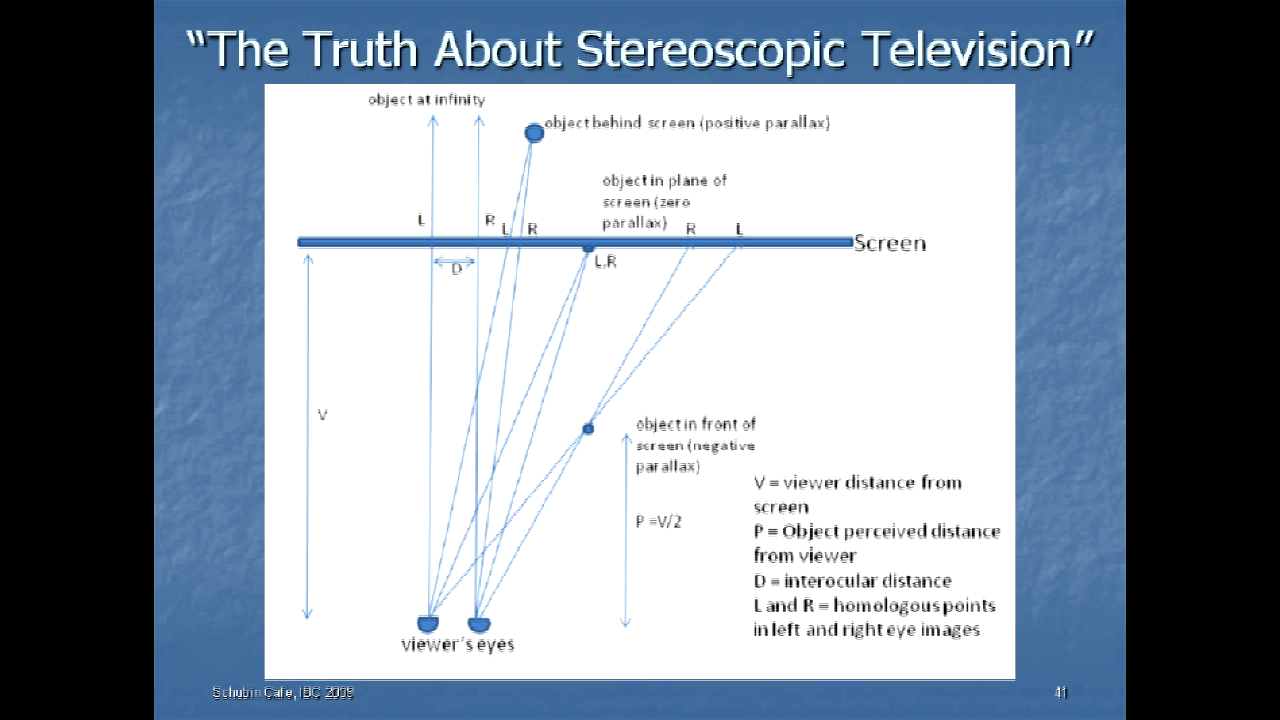 “The Truth About Stereoscopic Television”
object at infinity
object behind screen (positive parallax)
object in plane of
screen (zero
parallax)
L
R
L
R
R
L
Screen
D
L,R
V
object in front of
screen (negative
parallax)
P =V/2
V = viewer distance from
screen
P = Object perceived distance
from viewer
D = interocular distance
L and R = homologous points
in left and right eye images
viewer's eyes
Schubin Cafe, IBC 2009
41